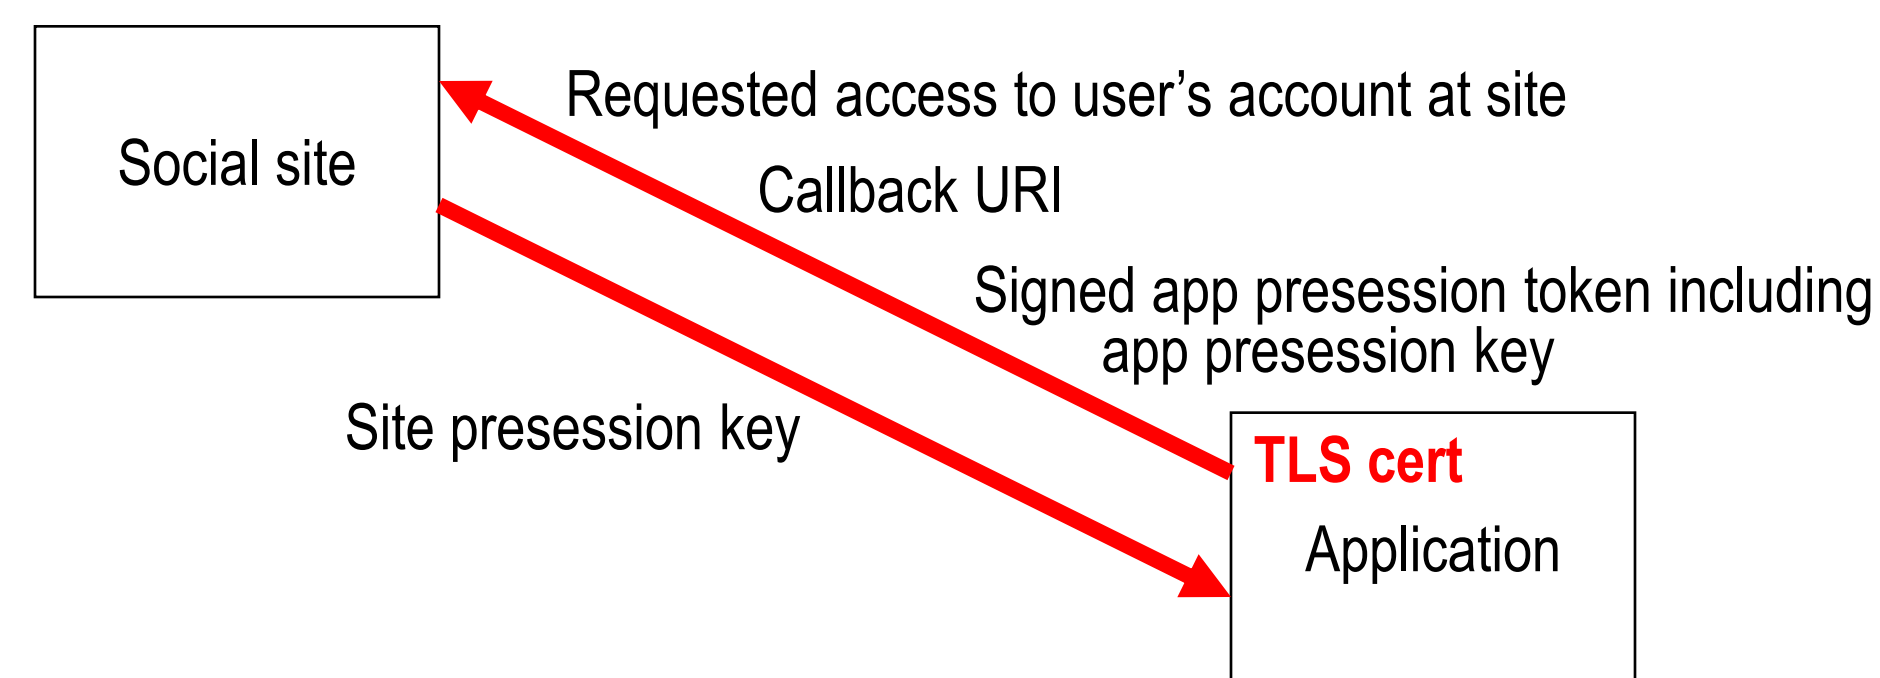 Requested access to user’s account at site
Social site
Callback URI
Signed app presession token including
app presession key
Site presession key
TLS cert
Application